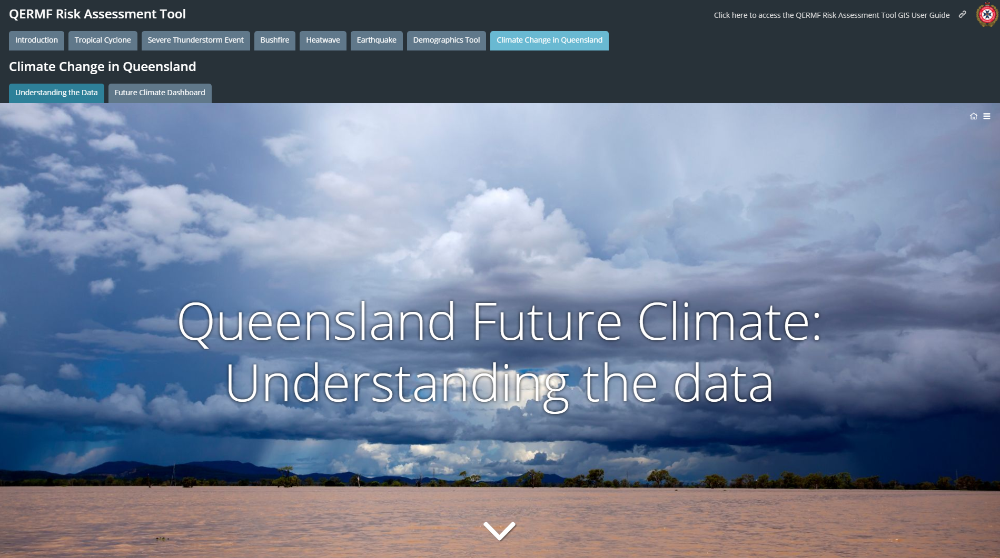 QERMF Risk Assessment Tool
Click here to access the QERMF Risk Assessment Tool GIS User Guide
Introduction
Tropical Cyclone
Severe Thunderstorm Event
Bushfire
Heatwave
Earthquake
Demographics Tool
Climate Change in Queensland
Climate Change in Queensland
Understanding the Data
Future Climate Dashboard
Queensland Future Climate:
Understanding the data